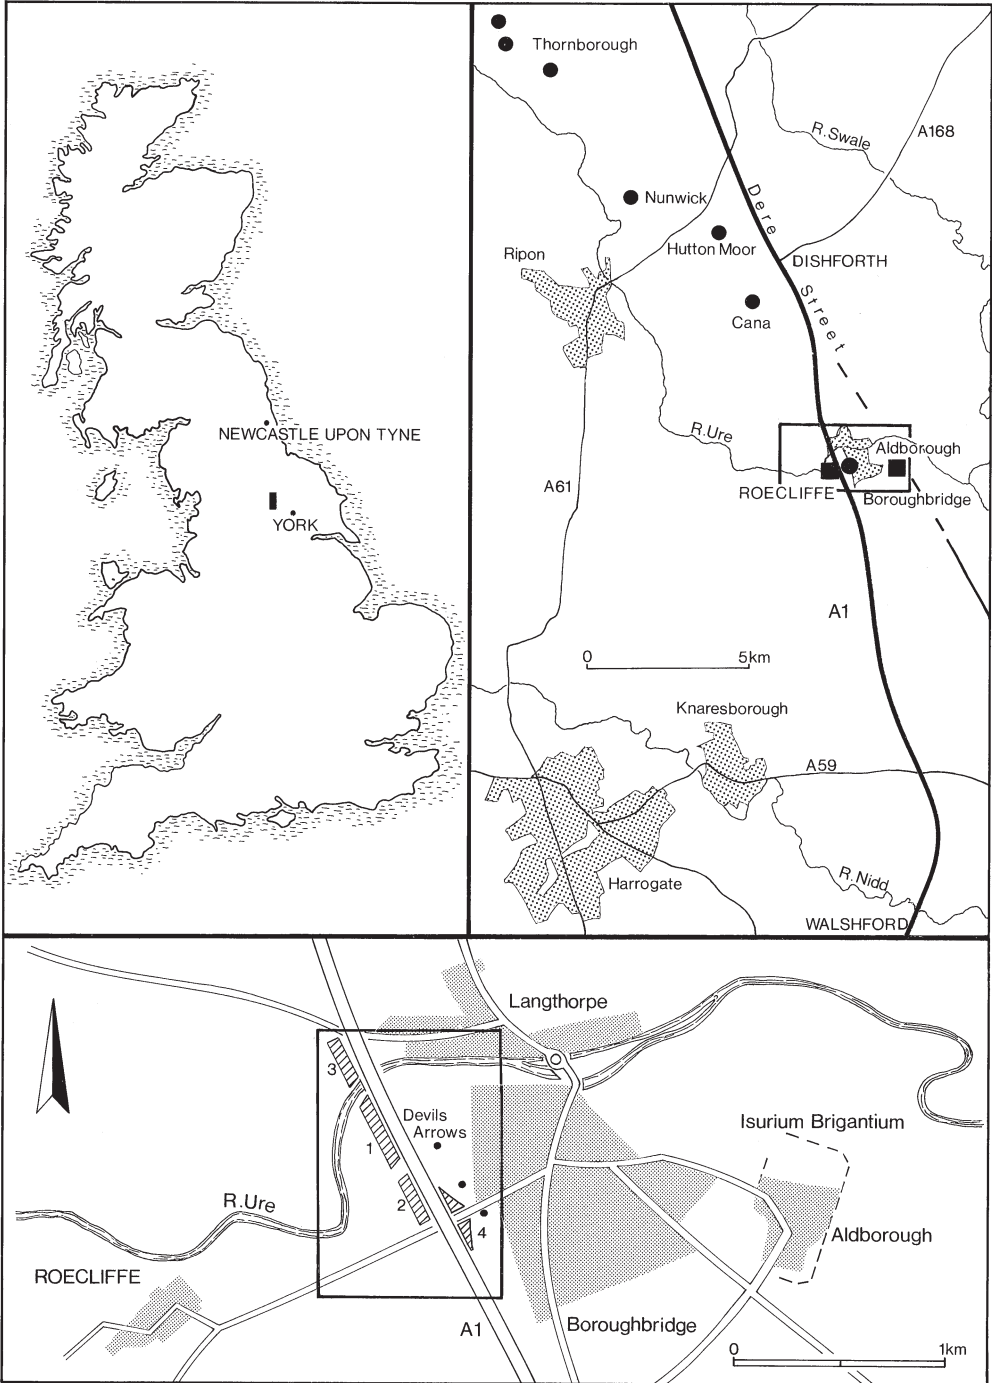 NEWCASTLE UPON TYNE
YORK
Thornborough
R.Swale
A168
Nunwick
Dere Street
Hutton Moor
DISHFORTH
Ripon
Cana
R.Ure
Aldborough
A61
ROECLIFFE
Boroughbridge
A1
0 5km
Knaresborough
A59
Harrogate
R.Nidd
WALSHFORD
Langthorpe
3
Devils
Arrows
1
Isurium Brigantium
R.Ure
2
4
Aldborough
ROECLIFFE
A1
Boroughbridge
0 1km